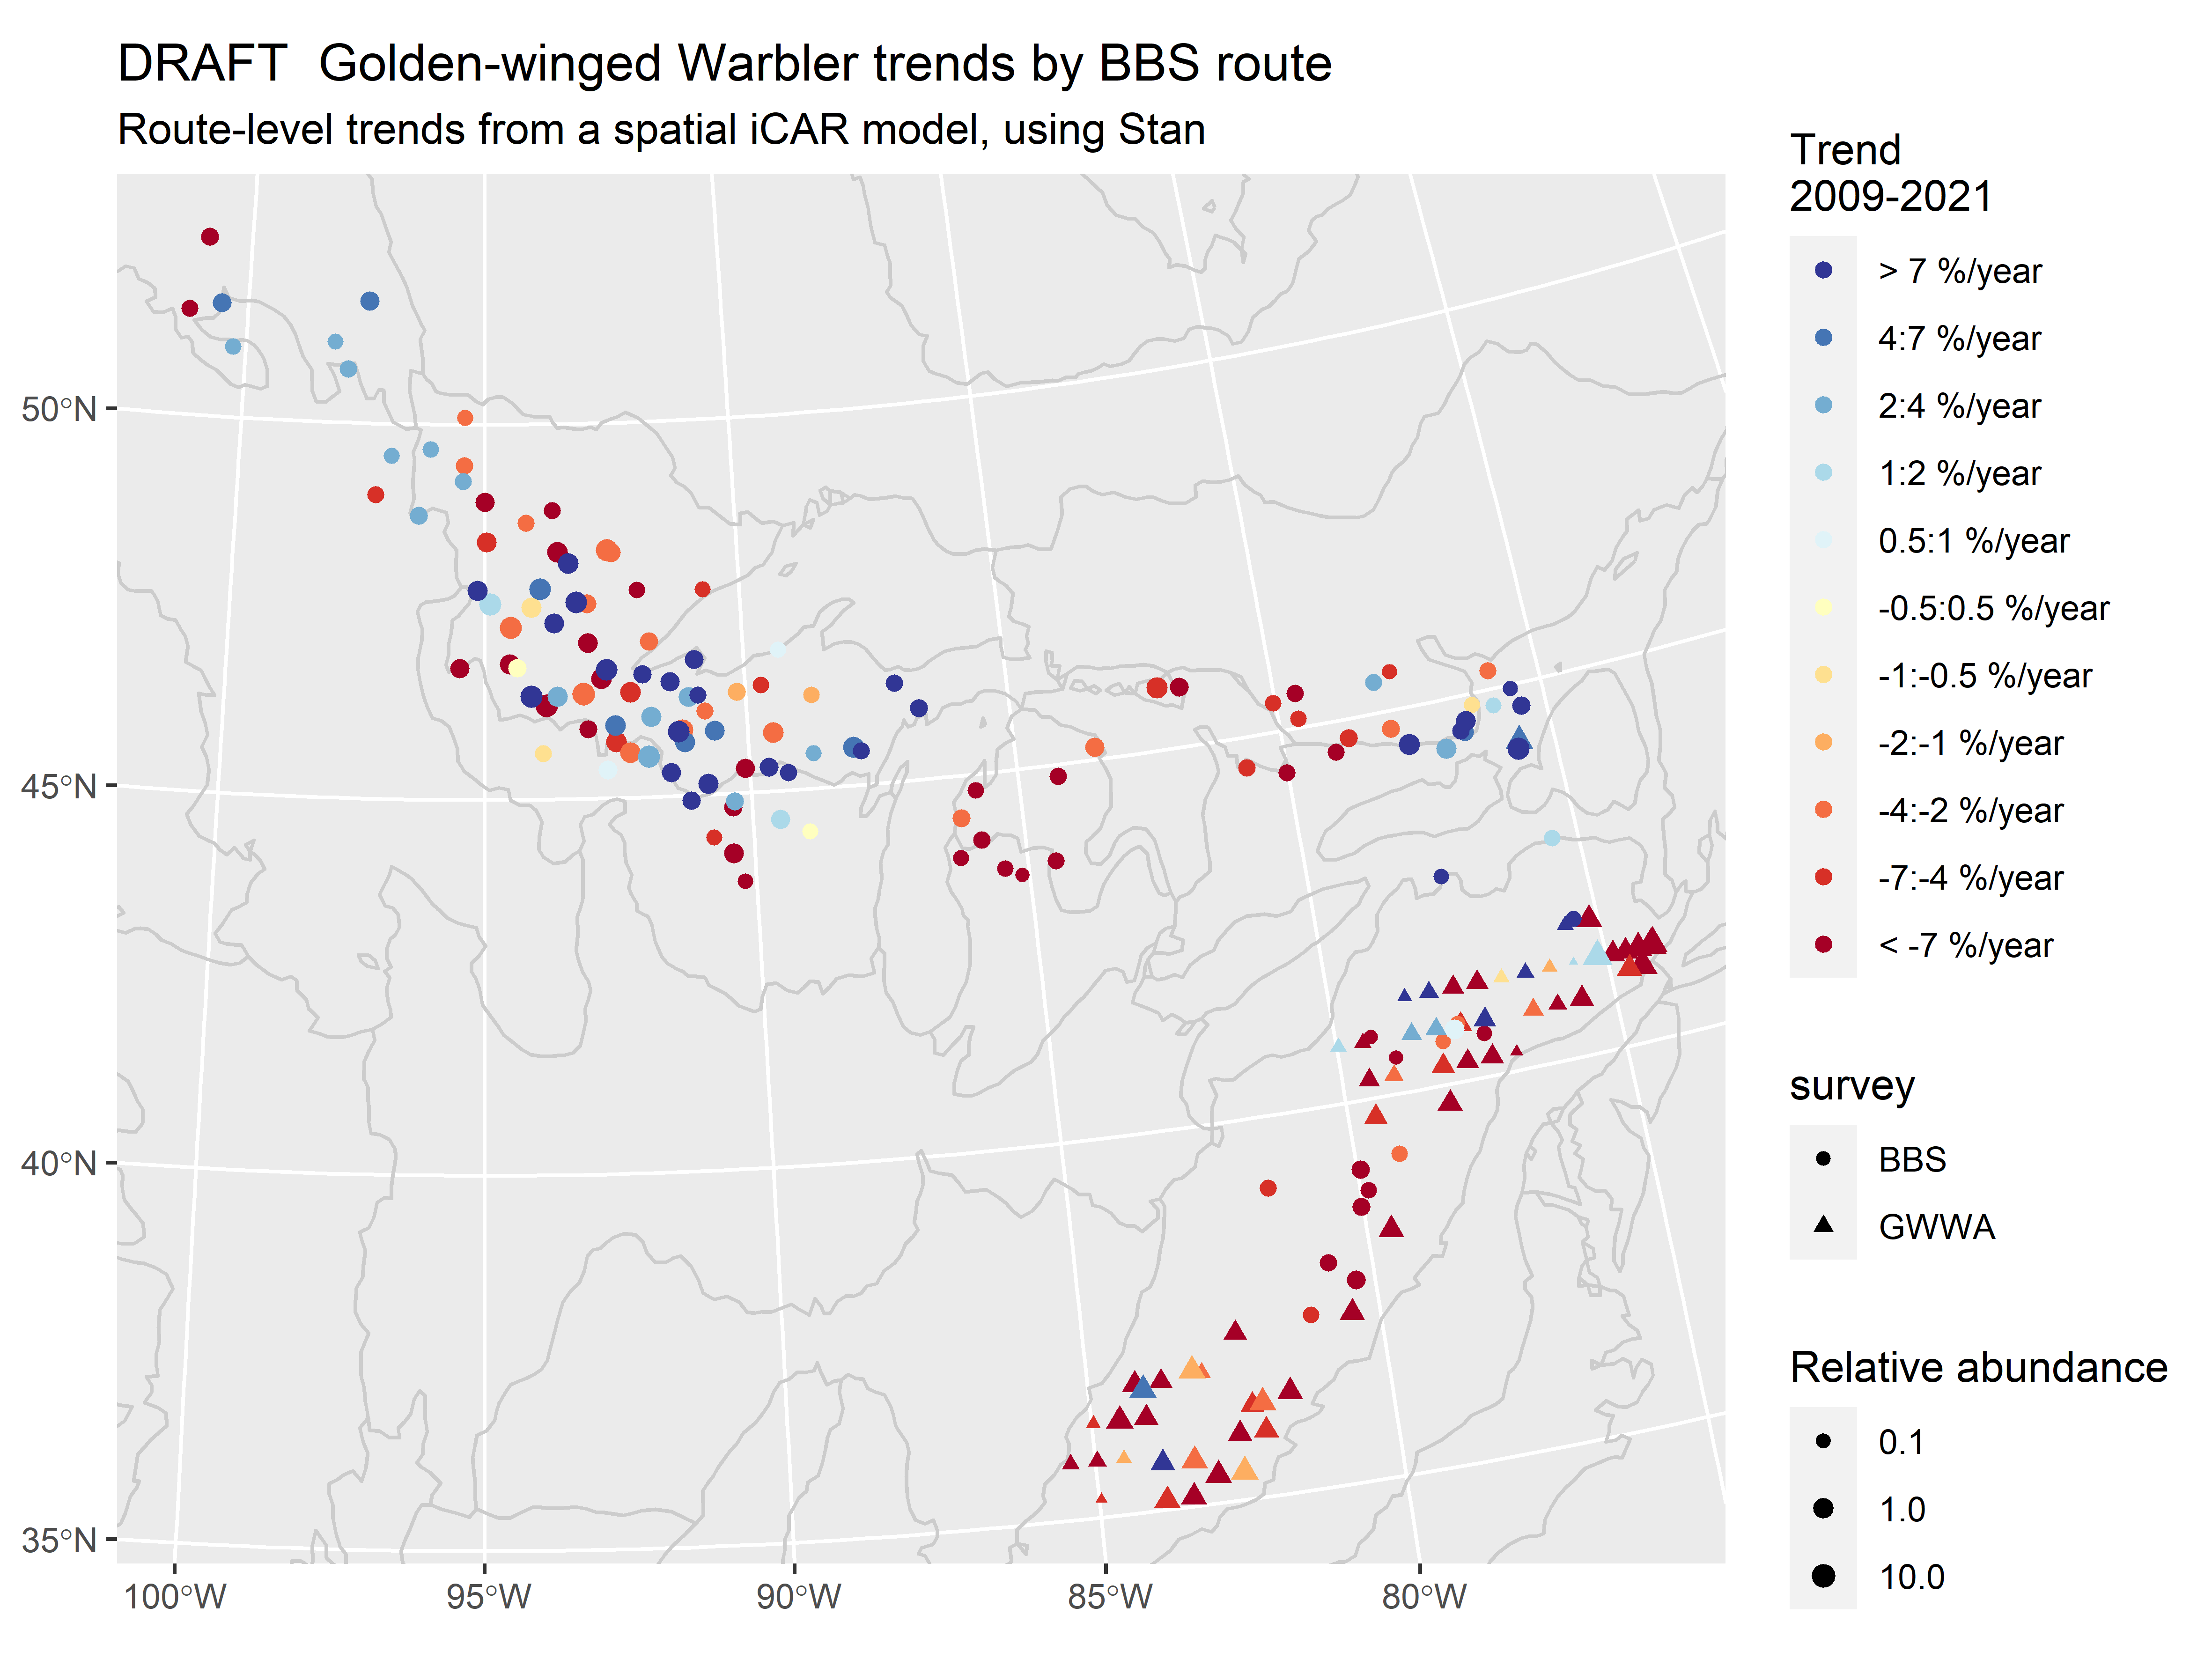 DRAFT  Golden-winged Warbler trends by BBS route
Route-level trends from a spatial iCAR model, using Stan
50°N
45°N
40°N
35°N
100°W
95°W
90°W
85°W
80°W
Trend
2009-2021
> 7 %/year
4:7 %/year
2:4 %/year
1:2 %/year
0.5:1 %/year
-0.5:0.5 %/year
-1:-0.5 %/year
-2:-1 %/year
-4:-2 %/year
-7:-4 %/year
< -7 %/year
survey
BBS
GWWA
Relative abundance
0.1
1.0
10.0